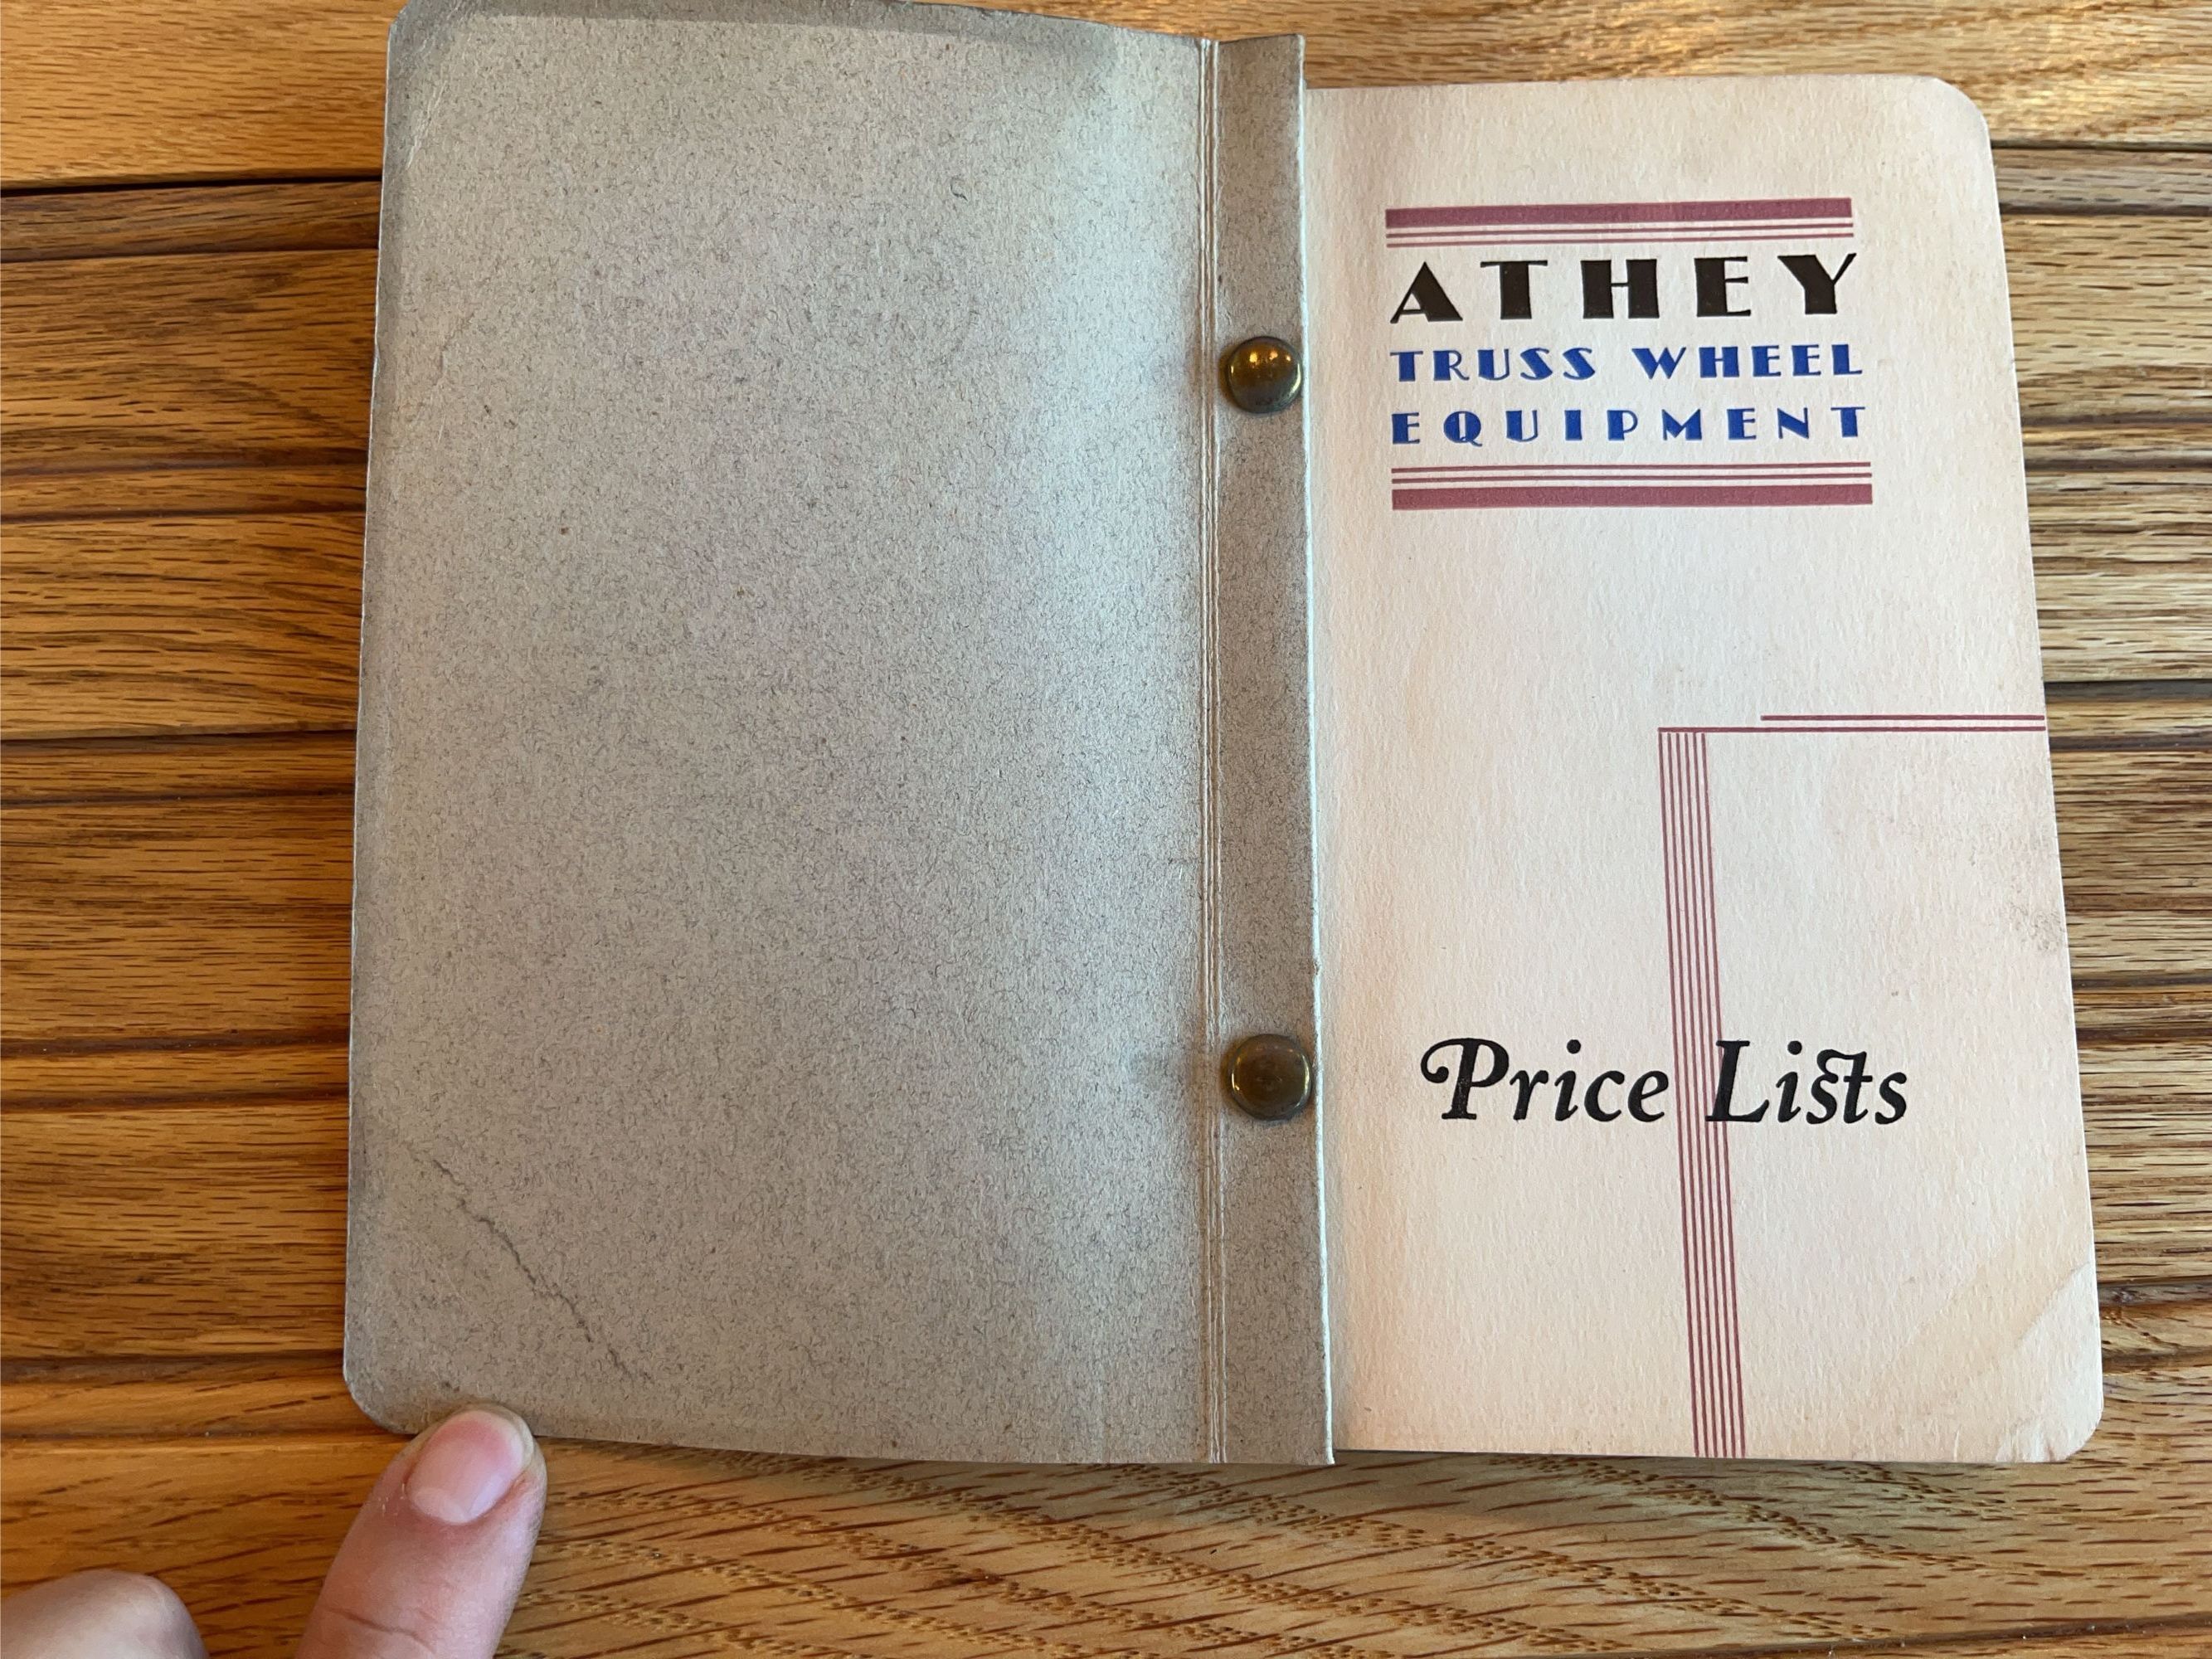 ATHEY
TRUSS WHEEL
EQUIPMENT
Price Lists